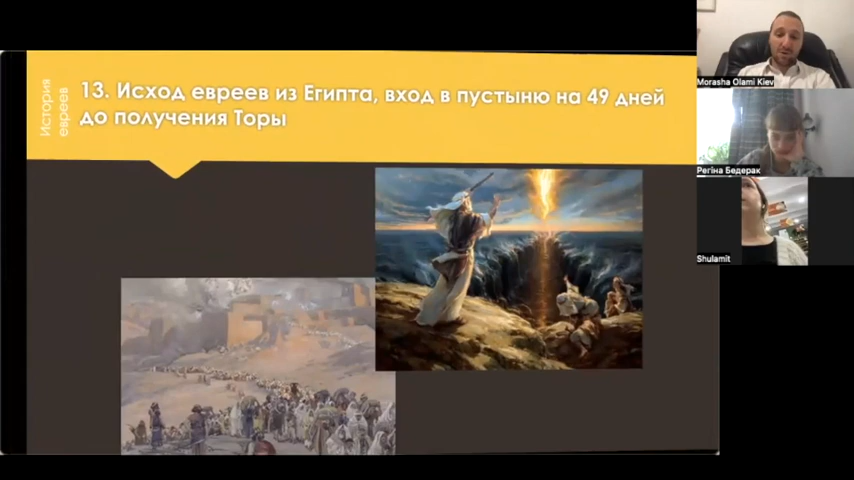 История
евреев
13. Исход евреев из Египта, вход в пустыню на 49 дней
до получения Торы
Morasha Olami Kiev
Регіна Бедерак
Shulamit